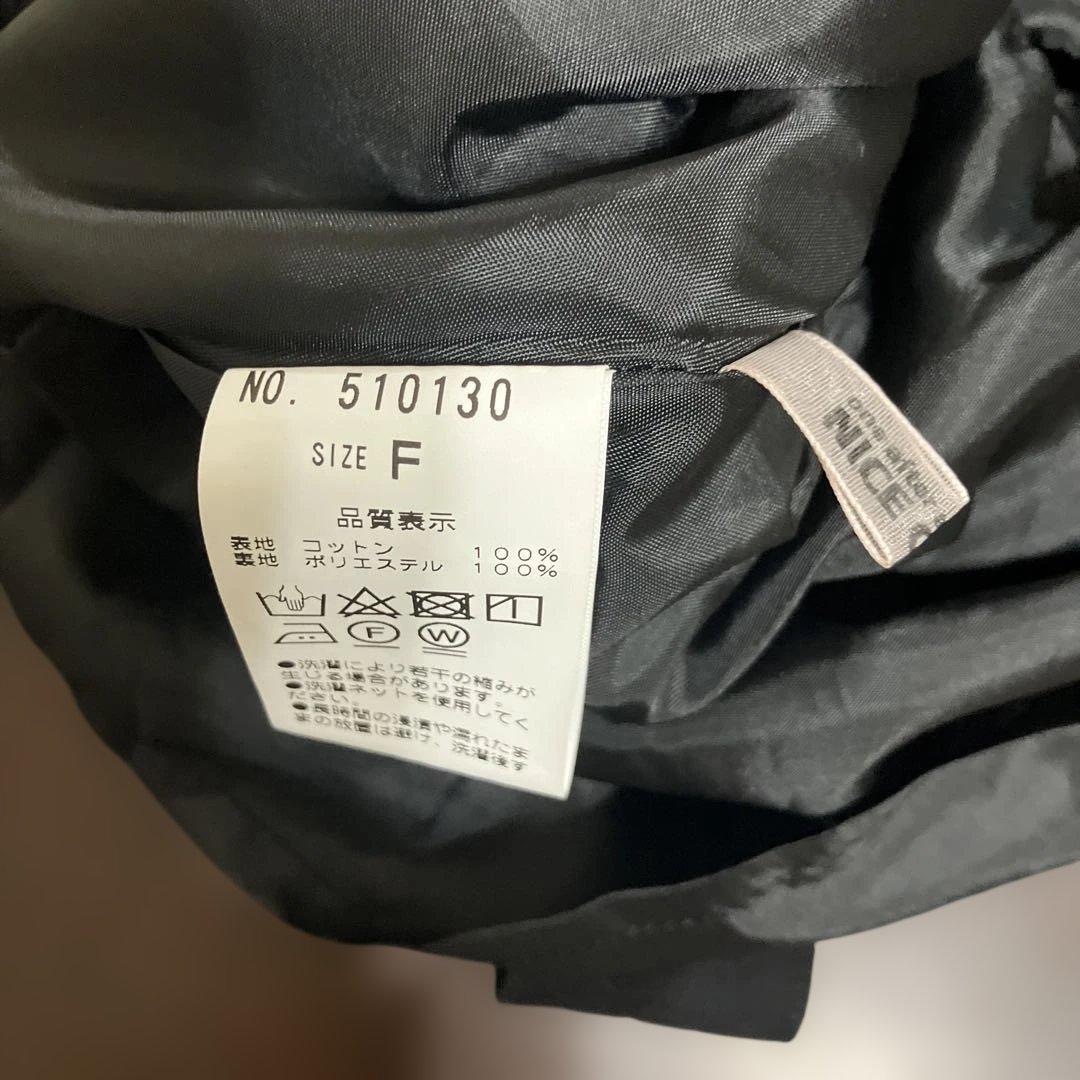 NO. 510130
SIZE F
品質表示
表地 コットン 100%
裏地 ポリエステル 100%
F W
●洗濯により若干の縮みが
生じる場合があります。
●洗濯ネットを使用してく
ださい。
●長時間の浸漬や濡れたま
まの放置は避け、洗濯後す
NICE